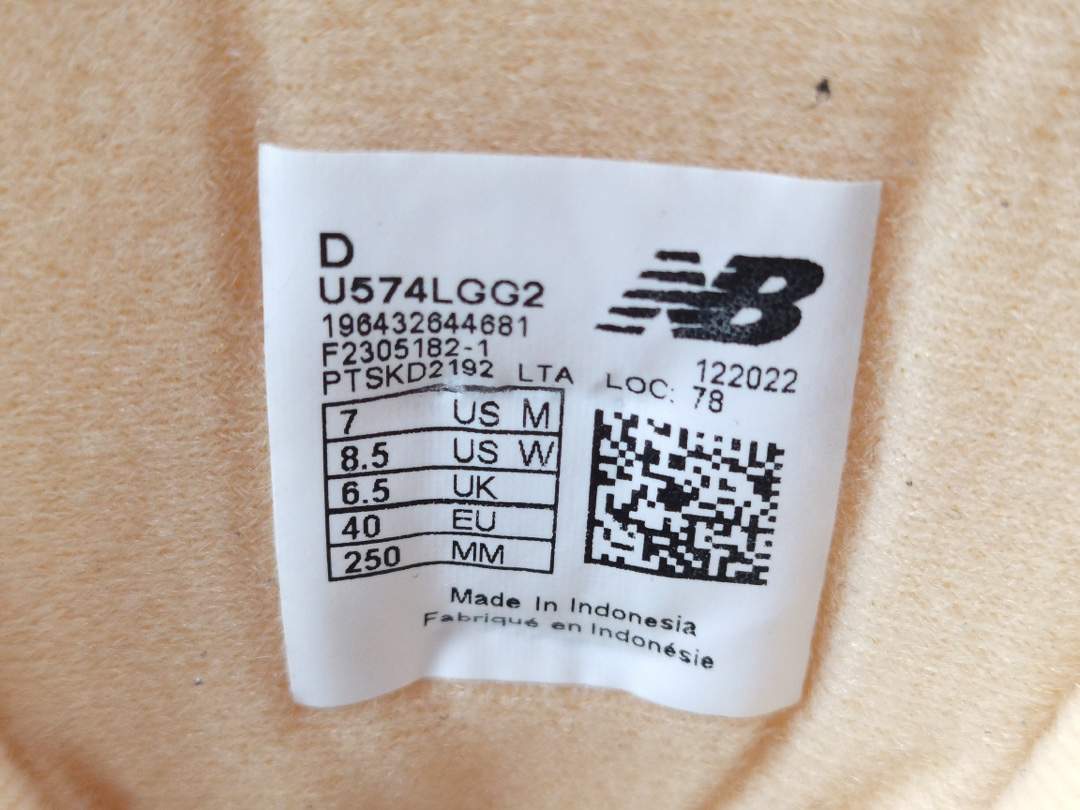 D
U574LGG2
NB
196432644681
F2305182-1
122022
PTSKD2192 LTA LOC: 78
7 US M
8.5 US W
6.5 UK
40 EU
250 MM
Made In Indonesia
Fabriqué en Indonésie